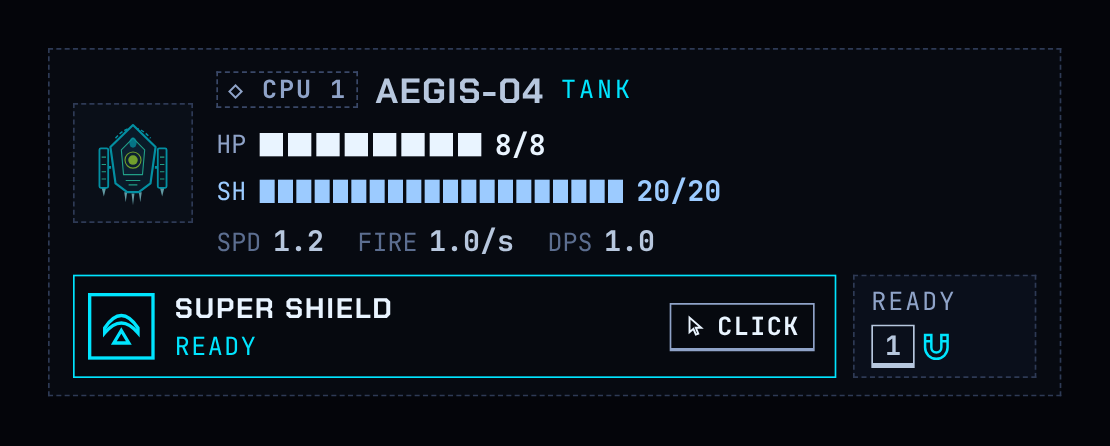 ◇ CPU 1 AEGIS-04 TANK
HP 8/8
SH 20/20
SPD 1.2 FIRE 1.0/s DPS 1.0
SUPER SHIELD
READY
CLICK
READY
1